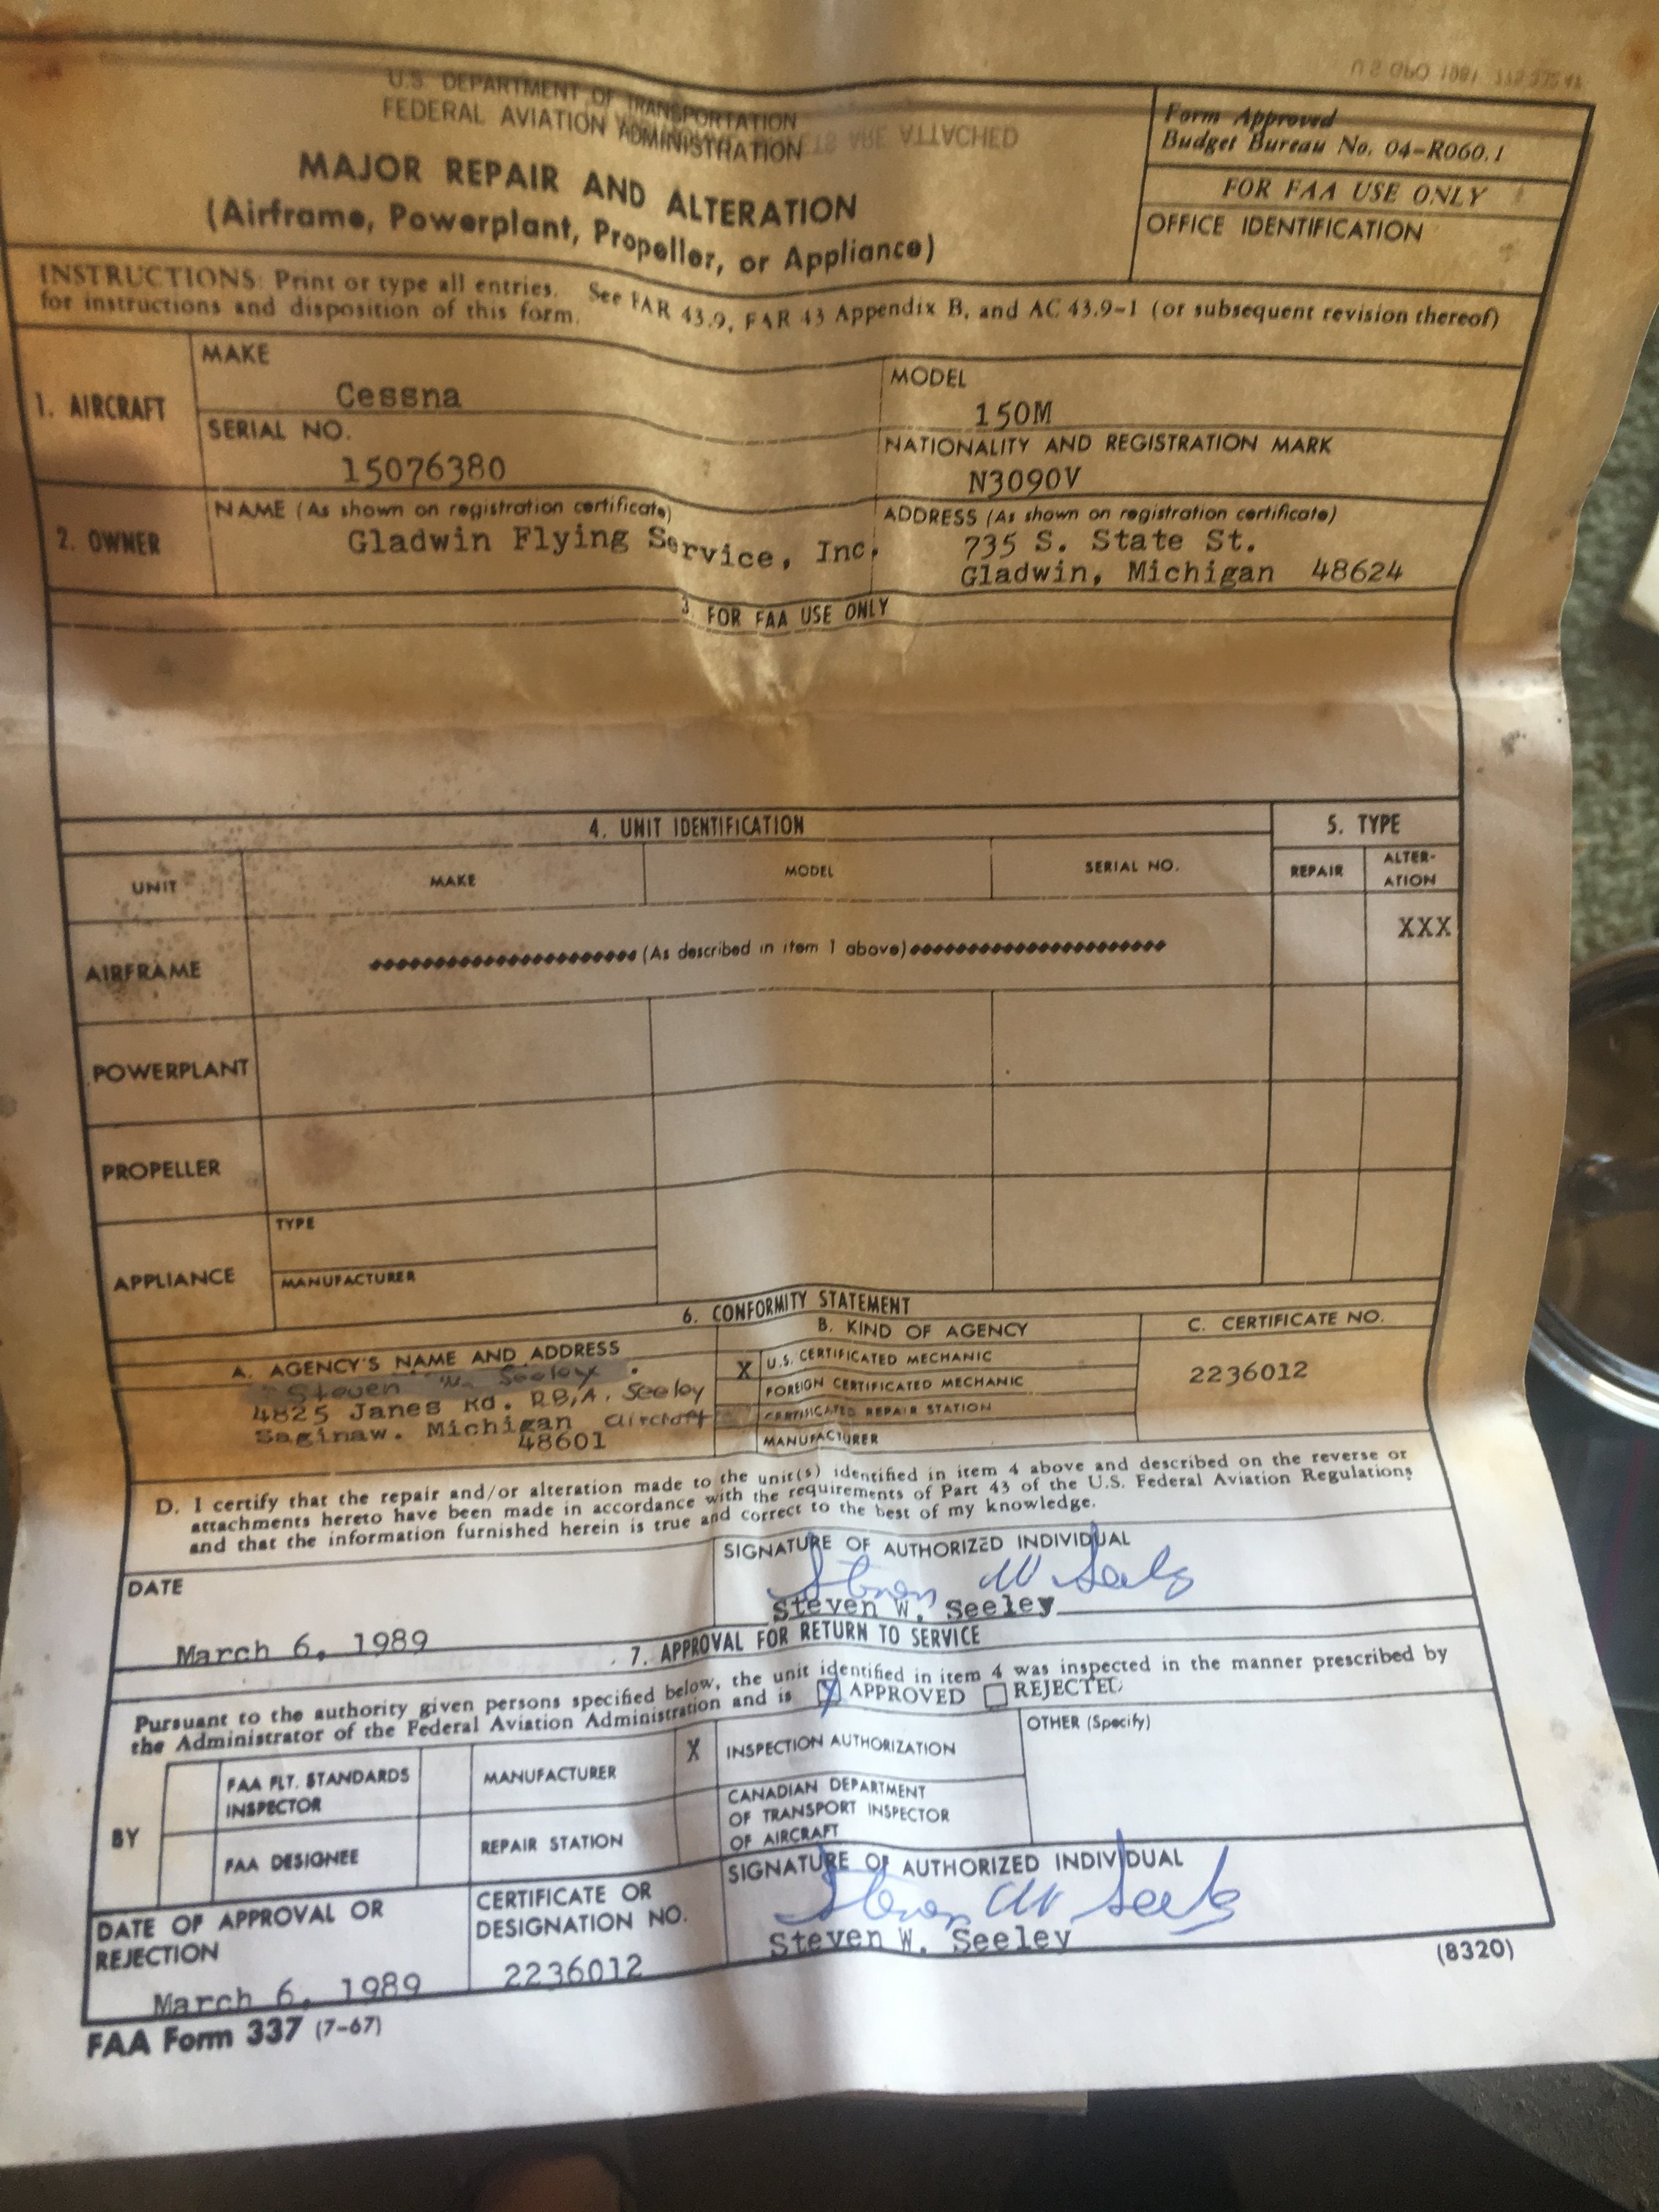 U.S. DEPARTMENT OF TRANSPORTATION
FEDERAL AVIATION ADMINISTRATION
ARE ATTACHED
MAJOR REPAIR AND ALTERATION
(Airframe, Powerplant, Propeller, or Appliance)
Form Approved
Budget Bureau No. 04-R060.1
FOR FAA USE ONLY
OFFICE IDENTIFICATION
INSTRUCTIONS: Print or type all entries. See FAR 43.9, FAR 43 Appendix B, and AC 43.9-1 (or subsequent revision thereof)
for instructions and disposition of this form.
1. AIRCRAFT
MAKE
Cessna
MODEL
150M
SERIAL NO.
15076380
NATIONALITY AND REGISTRATION MARK
N3090V
2. OWNER
NAME (As shown on registration certificate)
Gladwin Flying Service, Inc.
ADDRESS (As shown on registration certificate)
735 S. State St.
Gladwin, Michigan 48624
3. FOR FAA USE ONLY
4. UNIT IDENTIFICATION
5. TYPE
UNIT
MAKE
MODEL
SERIAL NO.
REPAIR
ALTER-
ATION
AIRFRAME
(As described in item 1 above)
XXX
POWERPLANT
PROPELLER
APPLIANCE
TYPE
MANUFACTURER
6. CONFORMITY STATEMENT
A. AGENCY'S NAME AND ADDRESS
B. KIND OF AGENCY
C. CERTIFICATE NO.
Steven W. Seeley
4825 Janes Rd. D.B,A. Seeley
Saginaw. Michigan Aircraft
48601
X U.S. CERTIFICATED MECHANIC
FOREIGN CERTIFICATED MECHANIC
CERTIFICATED REPAIR STATION
MANUFACTURER
2236012
D. I certify that the repair and/or alteration made to the unit(s) identified in item 4 above and described on the reverse or
attachments hereto have been made in accordance with the requirements of Part 43 of the U.S. Federal Aviation Regulations
and that the information furnished herein is true and correct to the best of my knowledge.
DATE
March 6, 1989
SIGNATURE OF AUTHORIZED INDIVIDUAL
Steven W Seeley
Steven W. Seeley
7. APPROVAL FOR RETURN TO SERVICE
Pursuant to the authority given persons specified below, the unit identified in item 4 was inspected in the manner prescribed by
the Administrator of the Federal Aviation Administration and is APPROVED REJECTED
BY
FAA FLT. STANDARDS
INSPECTOR
MANUFACTURER
X INSPECTION AUTHORIZATION
OTHER (Specify)
FAA DESIGNEE
REPAIR STATION
CANADIAN DEPARTMENT
OF TRANSPORT INSPECTOR
OF AIRCRAFT
DATE OF APPROVAL OR
REJECTION
March 6, 1989
CERTIFICATE OR
DESIGNATION NO.
2236012
SIGNATURE OF AUTHORIZED INDIVIDUAL
Steven W Seeley
Steven W. Seeley
FAA Form 337 (7-67)
(8320)